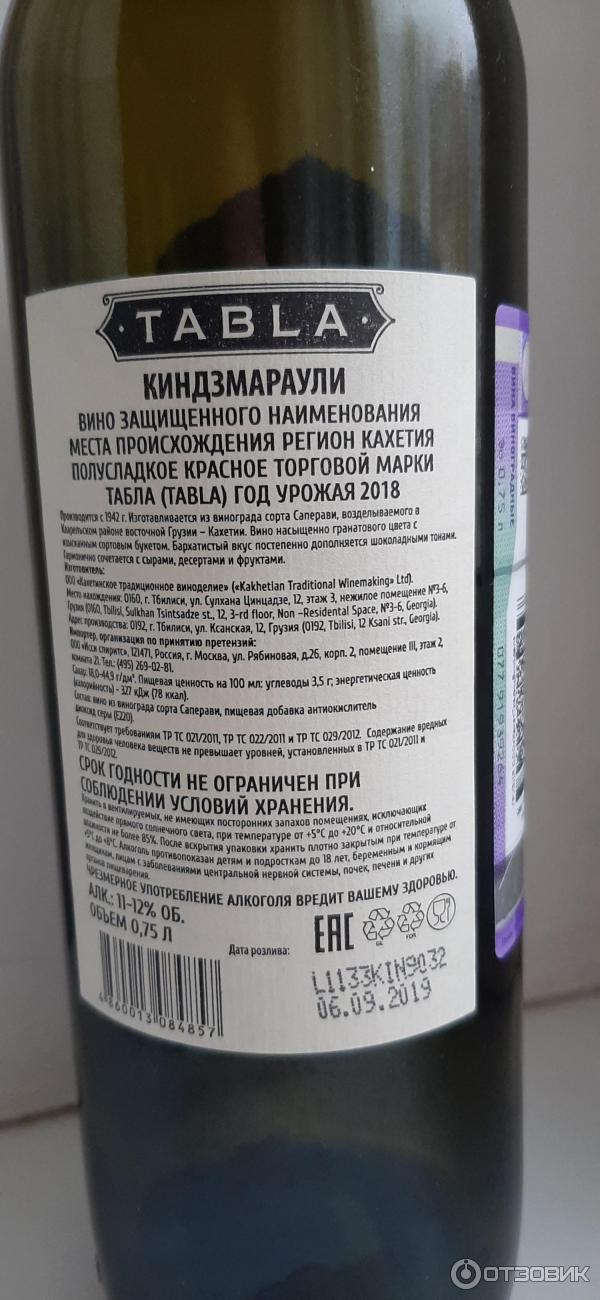 TABLA
КИНДЗМАРАУЛИ
ВИНО ЗАЩИЩЕННОГО НАИМЕНОВАНИЯ
МЕСТА ПРОИСХОЖДЕНИЯ РЕГИОН КАХЕТИЯ
ПОЛУСЛАДКОЕ КРАСНОЕ ТОРГОВОЙ МАРКИ
ТАБЛА (TABLA) ГОД УРОЖАЯ 2018
Производится с 1942 г. Изготавливается из винограда сорта Саперави, возделываемого в
Кварельском районе восточной Грузии – Кахетии. Вино насыщенно гранатового цвета с
изысканным сортовым букетом. Бархатистый вкус постепенно дополняется шоколадными тонами.
Гармонично сочетается с сырами, десертами и фруктами.
Изготовитель:
ООО «Кахетинское традиционное виноделие» («Kakhetian Traditional Winemaking» Ltd).
Место нахождения: 0160, г. Тбилиси, ул. Сулхана Цинцадзе, 12, этаж 3, нежилое помещение №3-6,
Грузия (0160, Tbilisi, Sulkhan Tsintsadze st., 12, 3-rd floor, Non –Residental Space, №3-6, Georgia).
Адрес производства: 0192, г. Тбилиси, ул. Ксанская, 12, Грузия (0192, Tbilisi, 12 Ksani str., Georgia).
Импортер, организация по принятию претензий:
ООО «Исси спиритс», 121471, Россия, г. Москва, ул. Рябиновая, д.26, корп. 2, помещение III, этаж 2,
комната 21. Тел.: (495) 269-02-81.
Сахар: 18,0-44,9 г/дм³. Пищевая ценность на 100 мл: углеводы 3,5 г; энергетическая ценность
(калорийность) - 327 кДж (78 ккал).
Состав: вино из винограда сорта Саперави, пищевая добавка антиокислитель
диоксид серы (Е220).
Соответствует требованиям ТР ТС 021/2011, ТР ТС 022/2011 и ТР ТС 029/2012. Содержание вредных
для здоровья человека веществ не превышает уровней, установленных в ТР ТС 021/2011 и
ТР ТС 029/2012.
СРОК ГОДНОСТИ НЕ ОГРАНИЧЕН ПРИ
СОБЛЮДЕНИИ УСЛОВИЙ ХРАНЕНИЯ.
Хранить в вентилируемых, не имеющих посторонних запахов помещениях, исключающих
воздействие прямого солнечного света, при температуре от +5°C до +20°C и относительной
влажности не более 85%. После вскрытия упаковки хранить плотно закрытым при температуре от
+5°C до +8°C. Алкоголь противопоказан детям и подросткам до 18 лет, беременным и кормящим
женщинам, лицам с заболеваниями центральной нервной системы, почек, печени и других
органов пищеварения.
ЧРЕЗМЕРНОЕ УПОТРЕБЛЕНИЕ АЛКОГОЛЯ ВРЕДИТ ВАШЕМУ ЗДОРОВЬЮ.
АЛК.: 11-12% ОБ.
ОБЪЕМ 0,75 Л
EAC
GL
FOR
Дата розлива:
L1133KIN9032
06.09.2019
4860013084857
ВИНА ВИНОГРАДНЫЕ
до 0,75 л
ОТЗОВИК